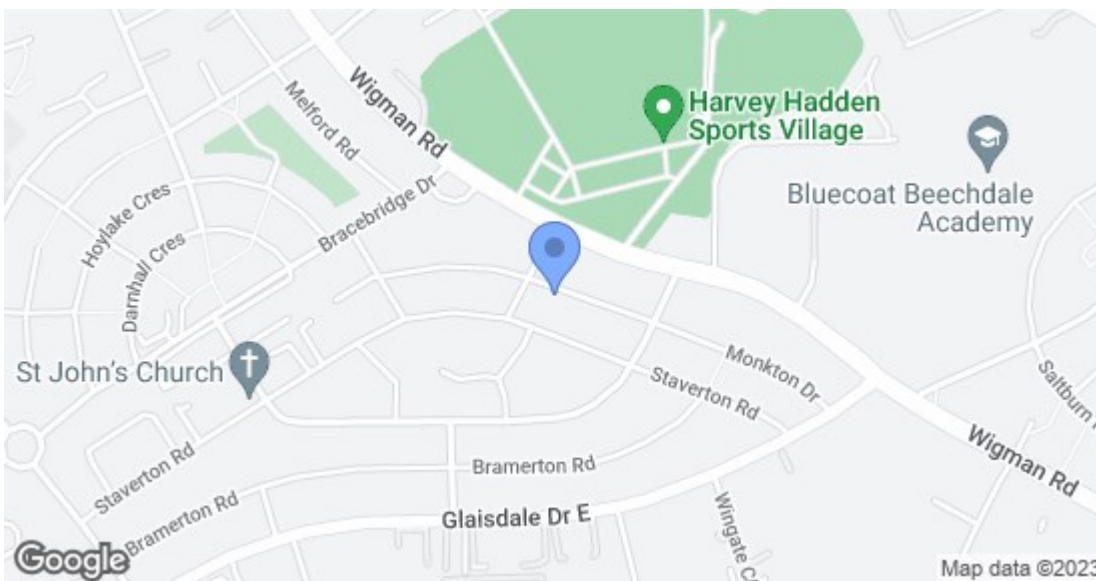 Wigman Rd
Melford Rd
Harvey Hadden
Sports Village
Bluecoat Beechdale
Academy
Hoylake Cres
Bracebridge Dr
Darnhall Cres
St John's Church
Monkton Dr
Staverton Rd
Saltburn
Staverton Rd
Bramerton Rd
Wigman Rd
Bramerton Rd
Glaisdale Dr E
Wingate C
Google
Map data ©2023